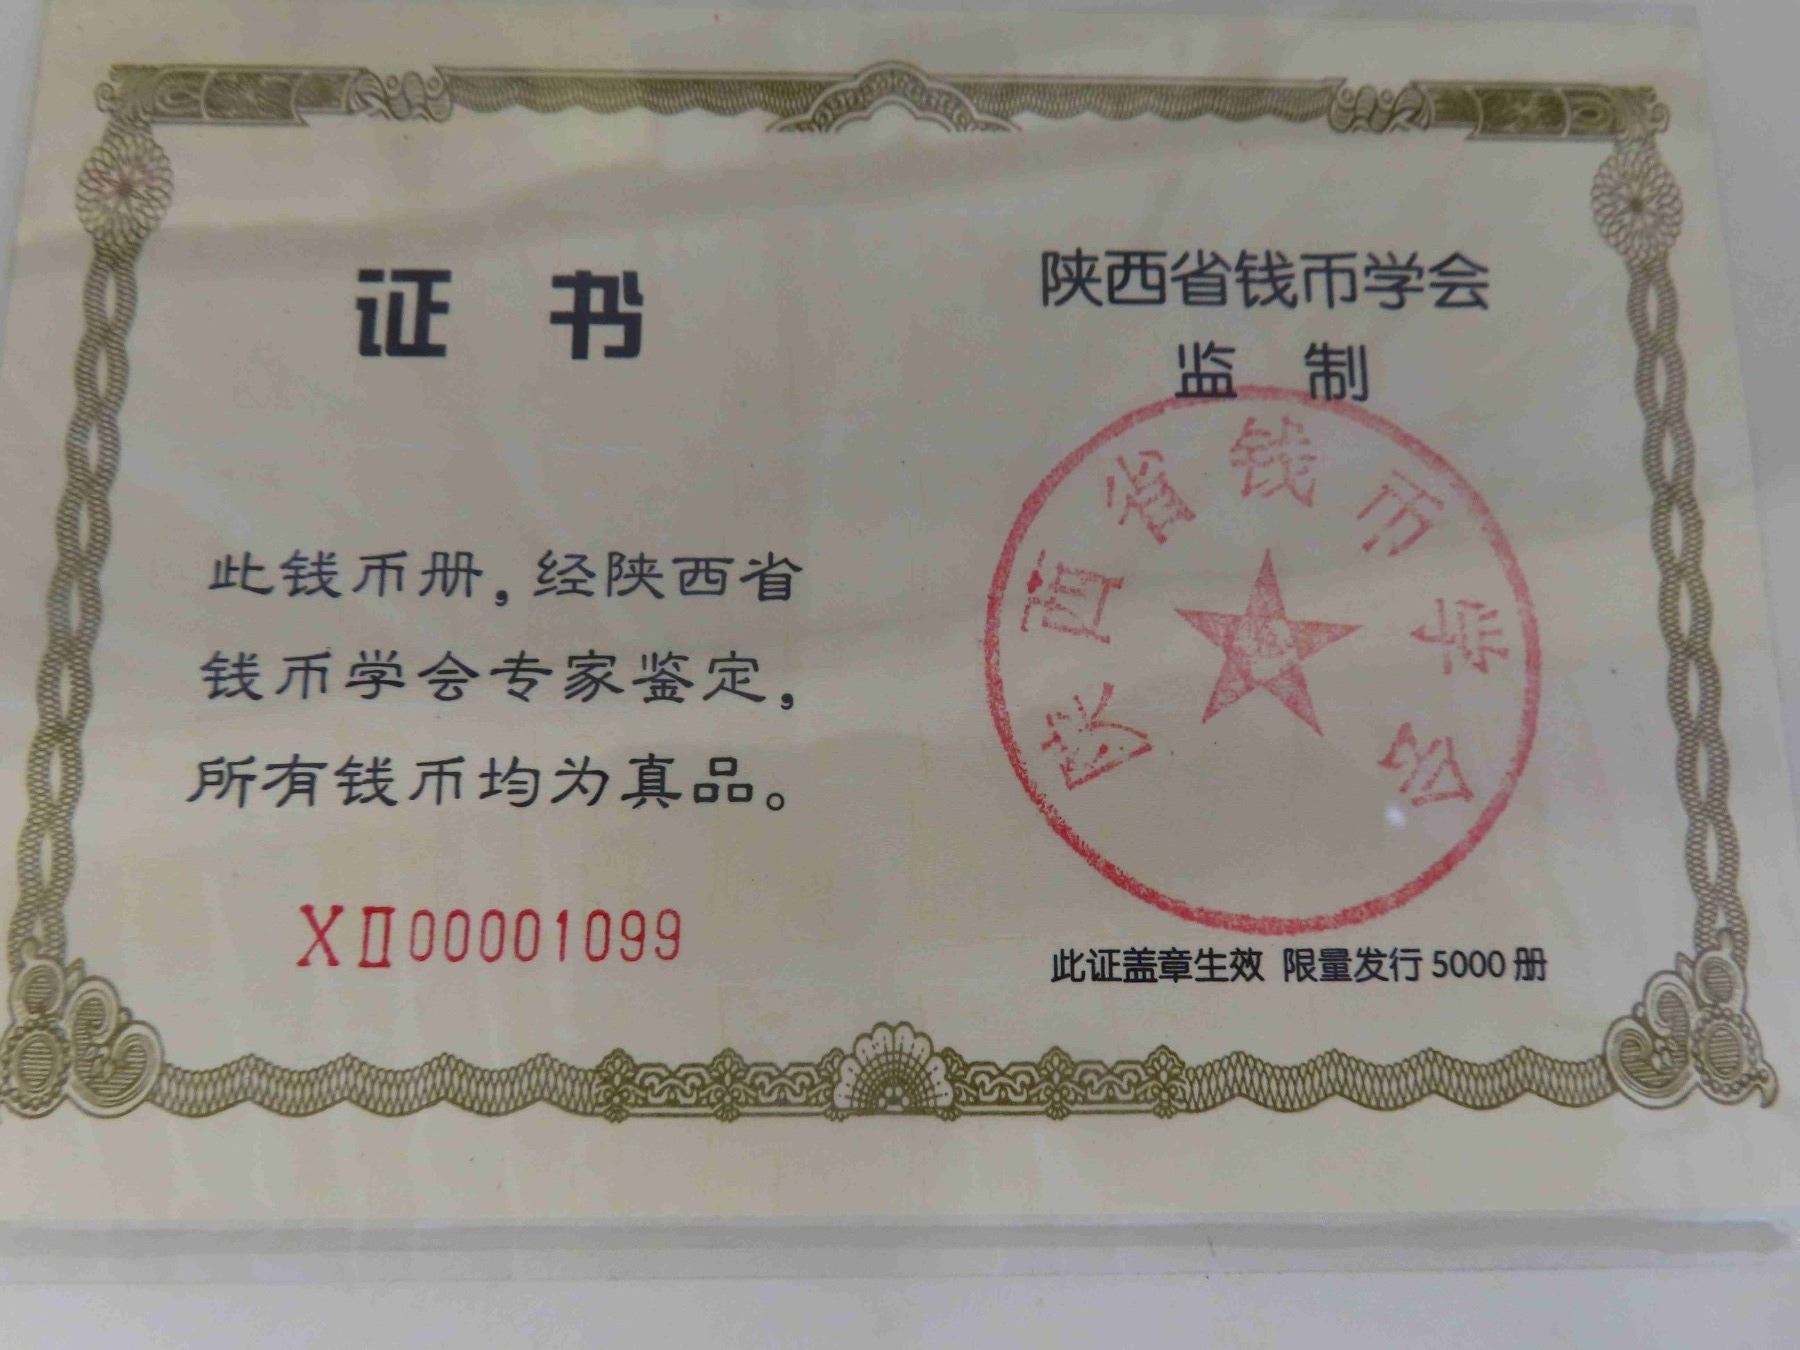 证书
此钱币册，经陕西省
钱币学会专家鉴定，
所有钱币均为真品。
XII00001099
陕西省钱币学会
监制
陕西省钱币学会
此证盖章生效 限量发行5000册